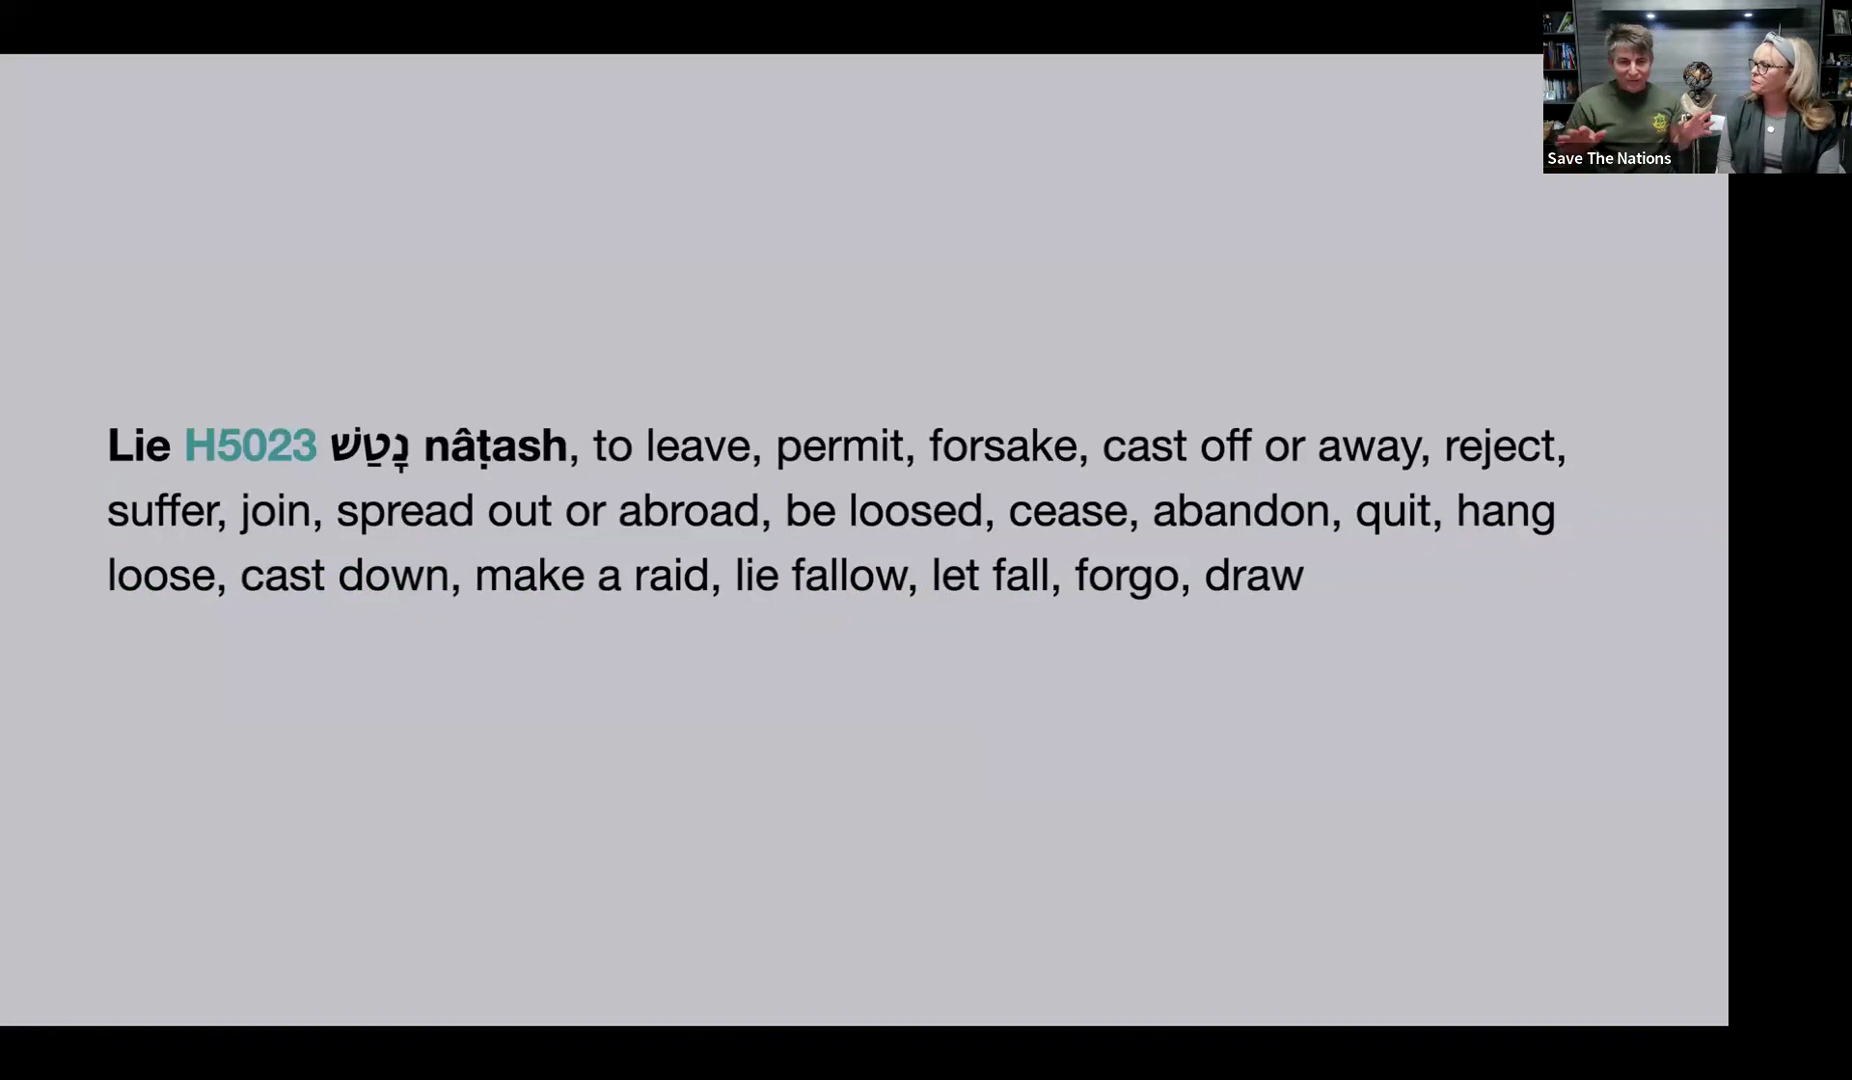 Save The Nations
Lie H5023 נָטַשׁ nâṭash, to leave, permit, forsake, cast off or away, reject,
suffer, join, spread out or abroad, be loosed, cease, abandon, quit, hang
loose, cast down, make a raid, lie fallow, let fall, forgo, draw